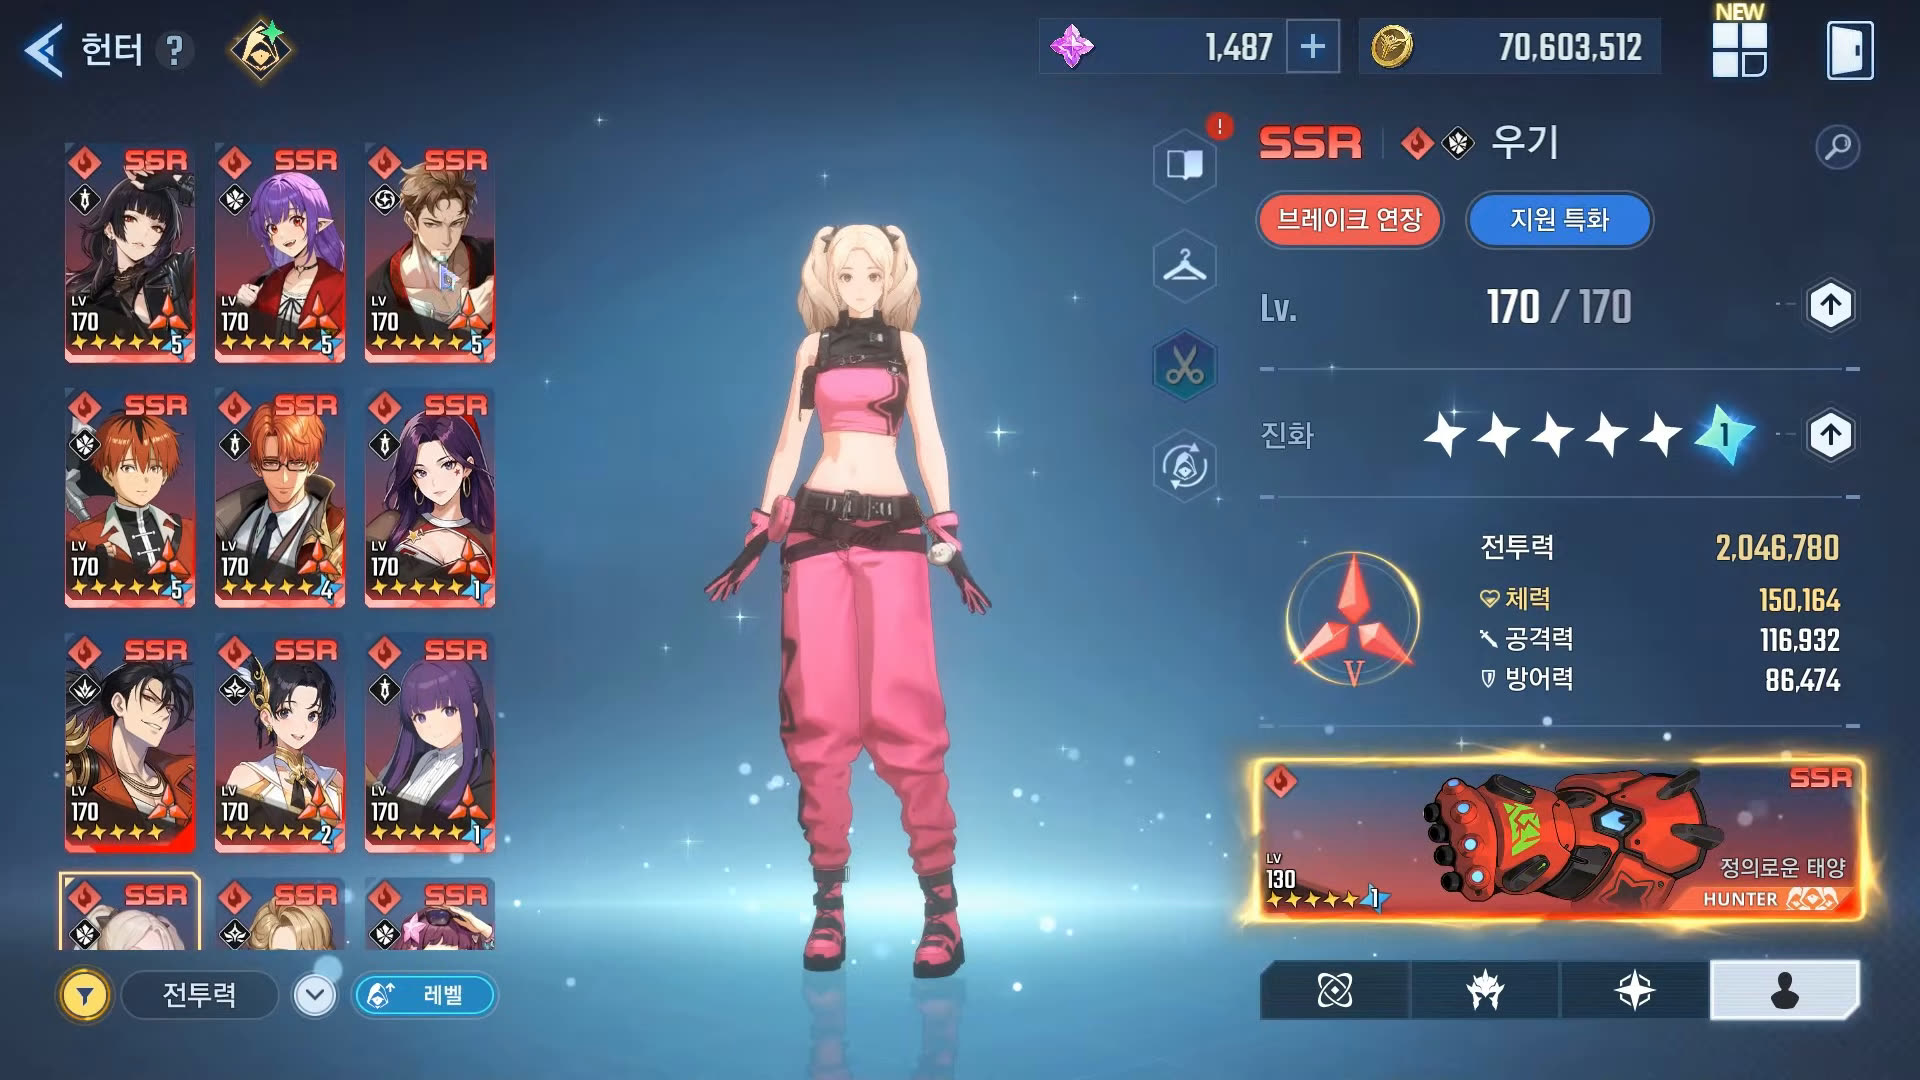 헌터 ?
1,487
70,603,512
NEW
SSR 우기
브레이크 연장
지원 특화
Lv. 170 / 170
진화 1
V
전투력 2,046,780
체력 150,164
공격력 116,932
방어력 86,474
SSR
LV
130
1
정의로운 태양
HUNTER
SSR
LV
170
5
SSR
LV
170
5
SSR
LV
170
5
SSR
LV
170
5
SSR
LV
170
4
SSR
LV
170
1
SSR
LV
170
SSR
LV
170
2
SSR
LV
170
1
SSR
SSR
SSR
전투력
레벨